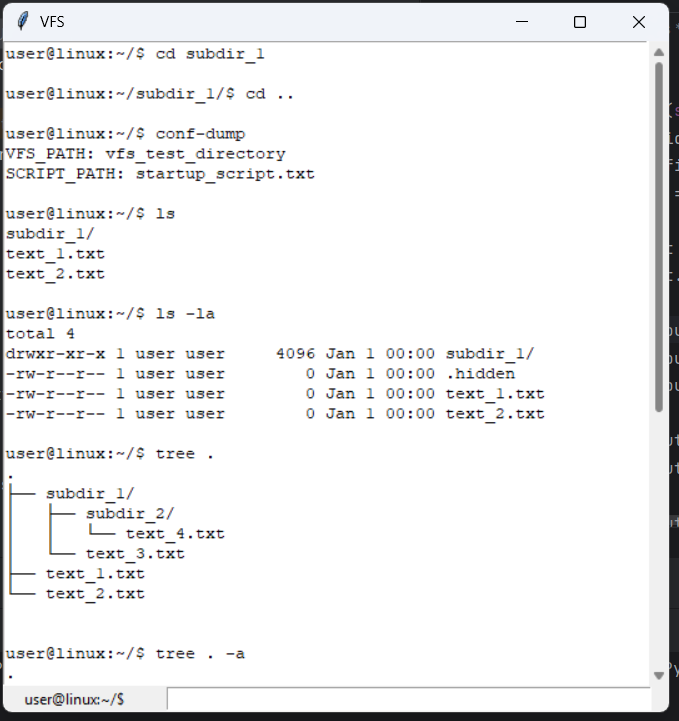 VFS
user@linux:~/$ cd subdir_1
user@linux:~/subdir_1/$ cd ..
user@linux:~/$ conf-dump
VFS_PATH: vfs_test_directory
SCRIPT_PATH: startup_script.txt
user@linux:~/$ ls
subdir_1/
text_1.txt
text_2.txt
user@linux:~/$ ls -la
total 4
drwxr-xr-x 1 user user     4096 Jan 1 00:00 subdir_1/
-rw-r--r-- 1 user user        0 Jan 1 00:00 .hidden
-rw-r--r-- 1 user user        0 Jan 1 00:00 text_1.txt
-rw-r--r-- 1 user user        0 Jan 1 00:00 text_2.txt
user@linux:~/$ tree .
.
├── subdir_1/
│   ├── subdir_2/
│   │   └── text_4.txt
│   └── text_3.txt
├── text_1.txt
└── text_2.txt
user@linux:~/$ tree . -a
.
user@linux:~/$